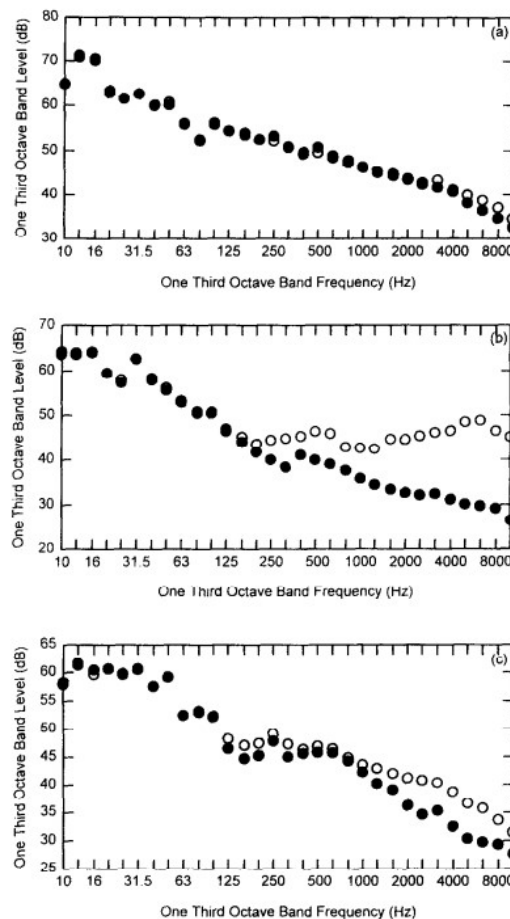 (a)
One Third Octave Band Level (dB)
80
70
60
50
40
30
10 16 31.5 63 125 250 500 1000 2000 4000 8000
One Third Octave Band Frequency (Hz)
(b)
One Third Octave Band Level (dB)
70
60
50
40
30
20
10 16 31.5 63 125 250 500 1000 2000 4000 8000
One Third Octave Band Frequency (Hz)
(c)
One Third Octave Band Level (dB)
65
60
55
50
45
40
35
30
25
10 16 31.5 63 125 250 500 1000 2000 4000 8000
One Third Octave Band Frequency (Hz)